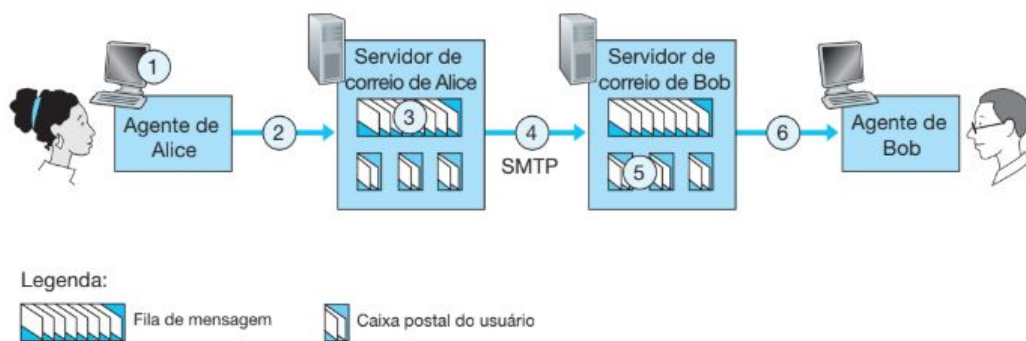 1
Agente de
Alice
2
Servidor de
correio de Alice
3
4
SMTP
Servidor de
correio de Bob
5
6
Agente de
Bob
Legenda:
Fila de mensagem
Caixa postal do usuário